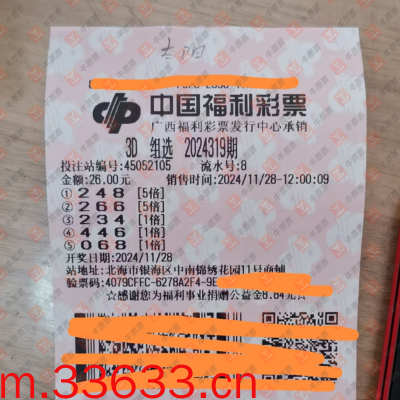 中国福利彩票
广西福利彩票发行中心承销
3D 组选 2024319期
投注站编号:45052105 流水号:8
金额:26.00元 销售时间:2024/11/28-12:00:09
① 2 4 8 [5倍]
② 2 6 6 [5倍]
③ 2 3 4 [1倍]
④ 4 4 6 [1倍]
⑤ 0 6 8 [1倍]
开奖日期:2024/11/28
站地址:北海市银海区中南锦绣花园11号商铺
验票码:4079CFFC-6278A2F4-9E
☆感谢您为福利事业捐赠公益金8.84元☆
m.33633.cn